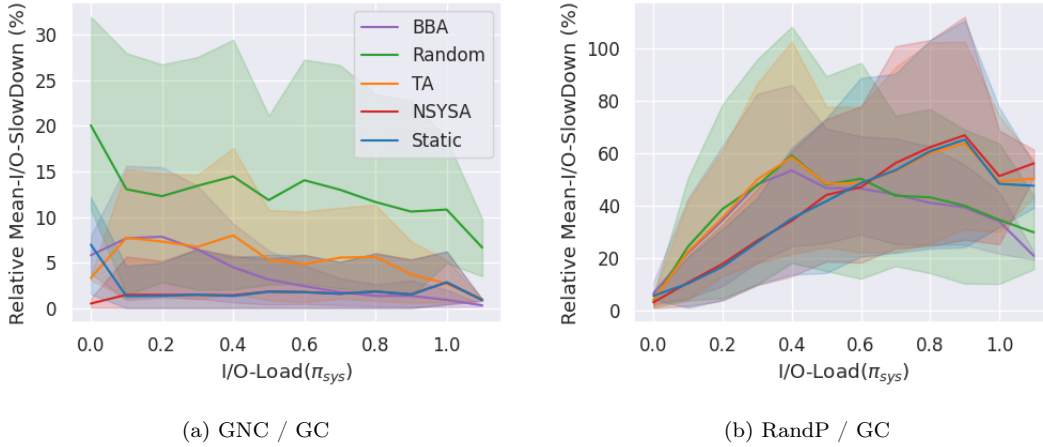 Relative Mean-I/O-SlowDown (%)
30
25
20
15
10
5
0
0.0 0.2 0.4 0.6 0.8 1.0
I/O-Load(π_sys)
BBA
Random
TA
NSYSA
Static
(a) GNC / GC
Relative Mean-I/O-SlowDown (%)
100
80
60
40
20
0
0.0 0.2 0.4 0.6 0.8 1.0
I/O-Load(π_sys)
(b) RandP / GC